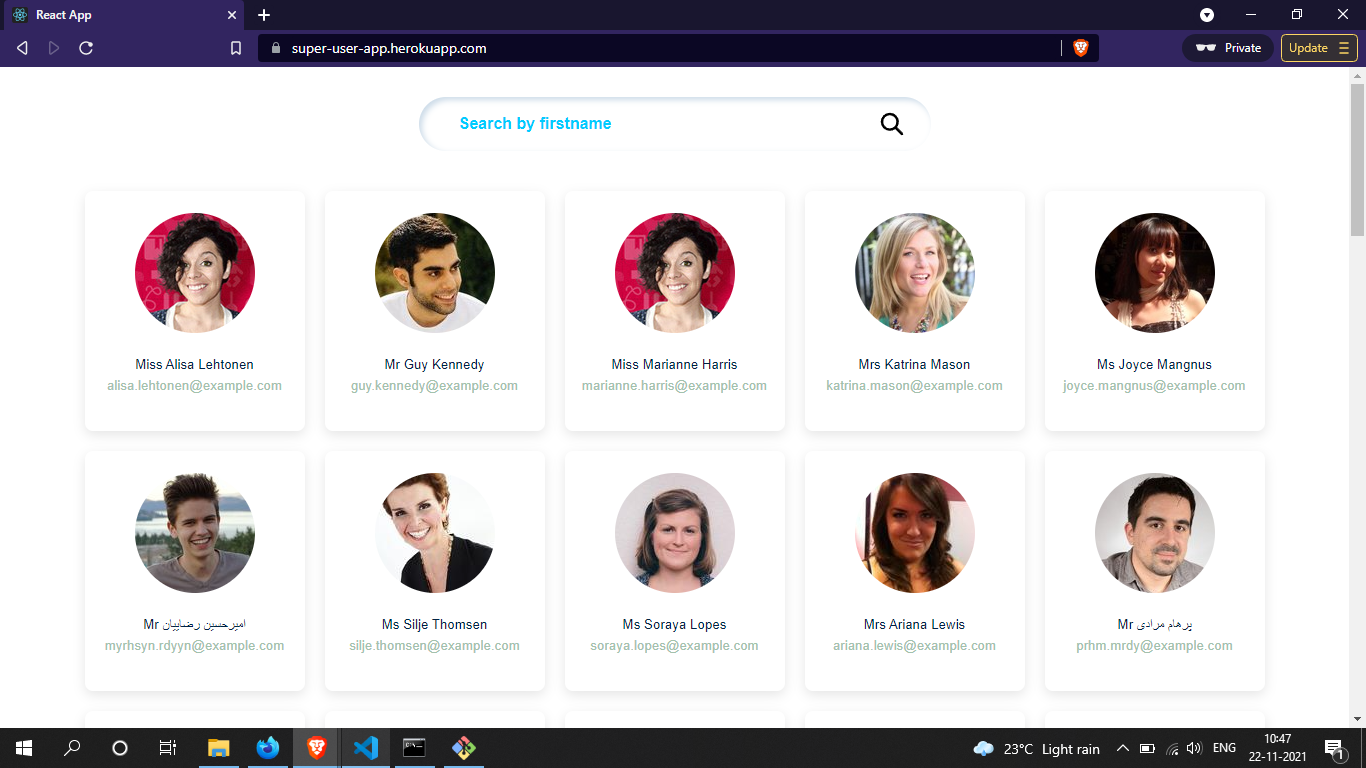 React App
super-user-app.herokuapp.com
Private
Update
Search by firstname
Miss Alisa Lehtonen
alisa.lehtonen@example.com
Mr Guy Kennedy
guy.kennedy@example.com
Miss Marianne Harris
marianne.harris@example.com
Mrs Katrina Mason
katrina.mason@example.com
Ms Joyce Mangnus
joyce.mangnus@example.com
Mr امیرحسین رضاییان
myrhsyn.rdyyn@example.com
Ms Silje Thomsen
silje.thomsen@example.com
Ms Soraya Lopes
soraya.lopes@example.com
Mrs Ariana Lewis
ariana.lewis@example.com
Mr پرهام مرادی
prhm.mrdy@example.com
23°C Light rain
ENG
10:47
22-11-2021
1